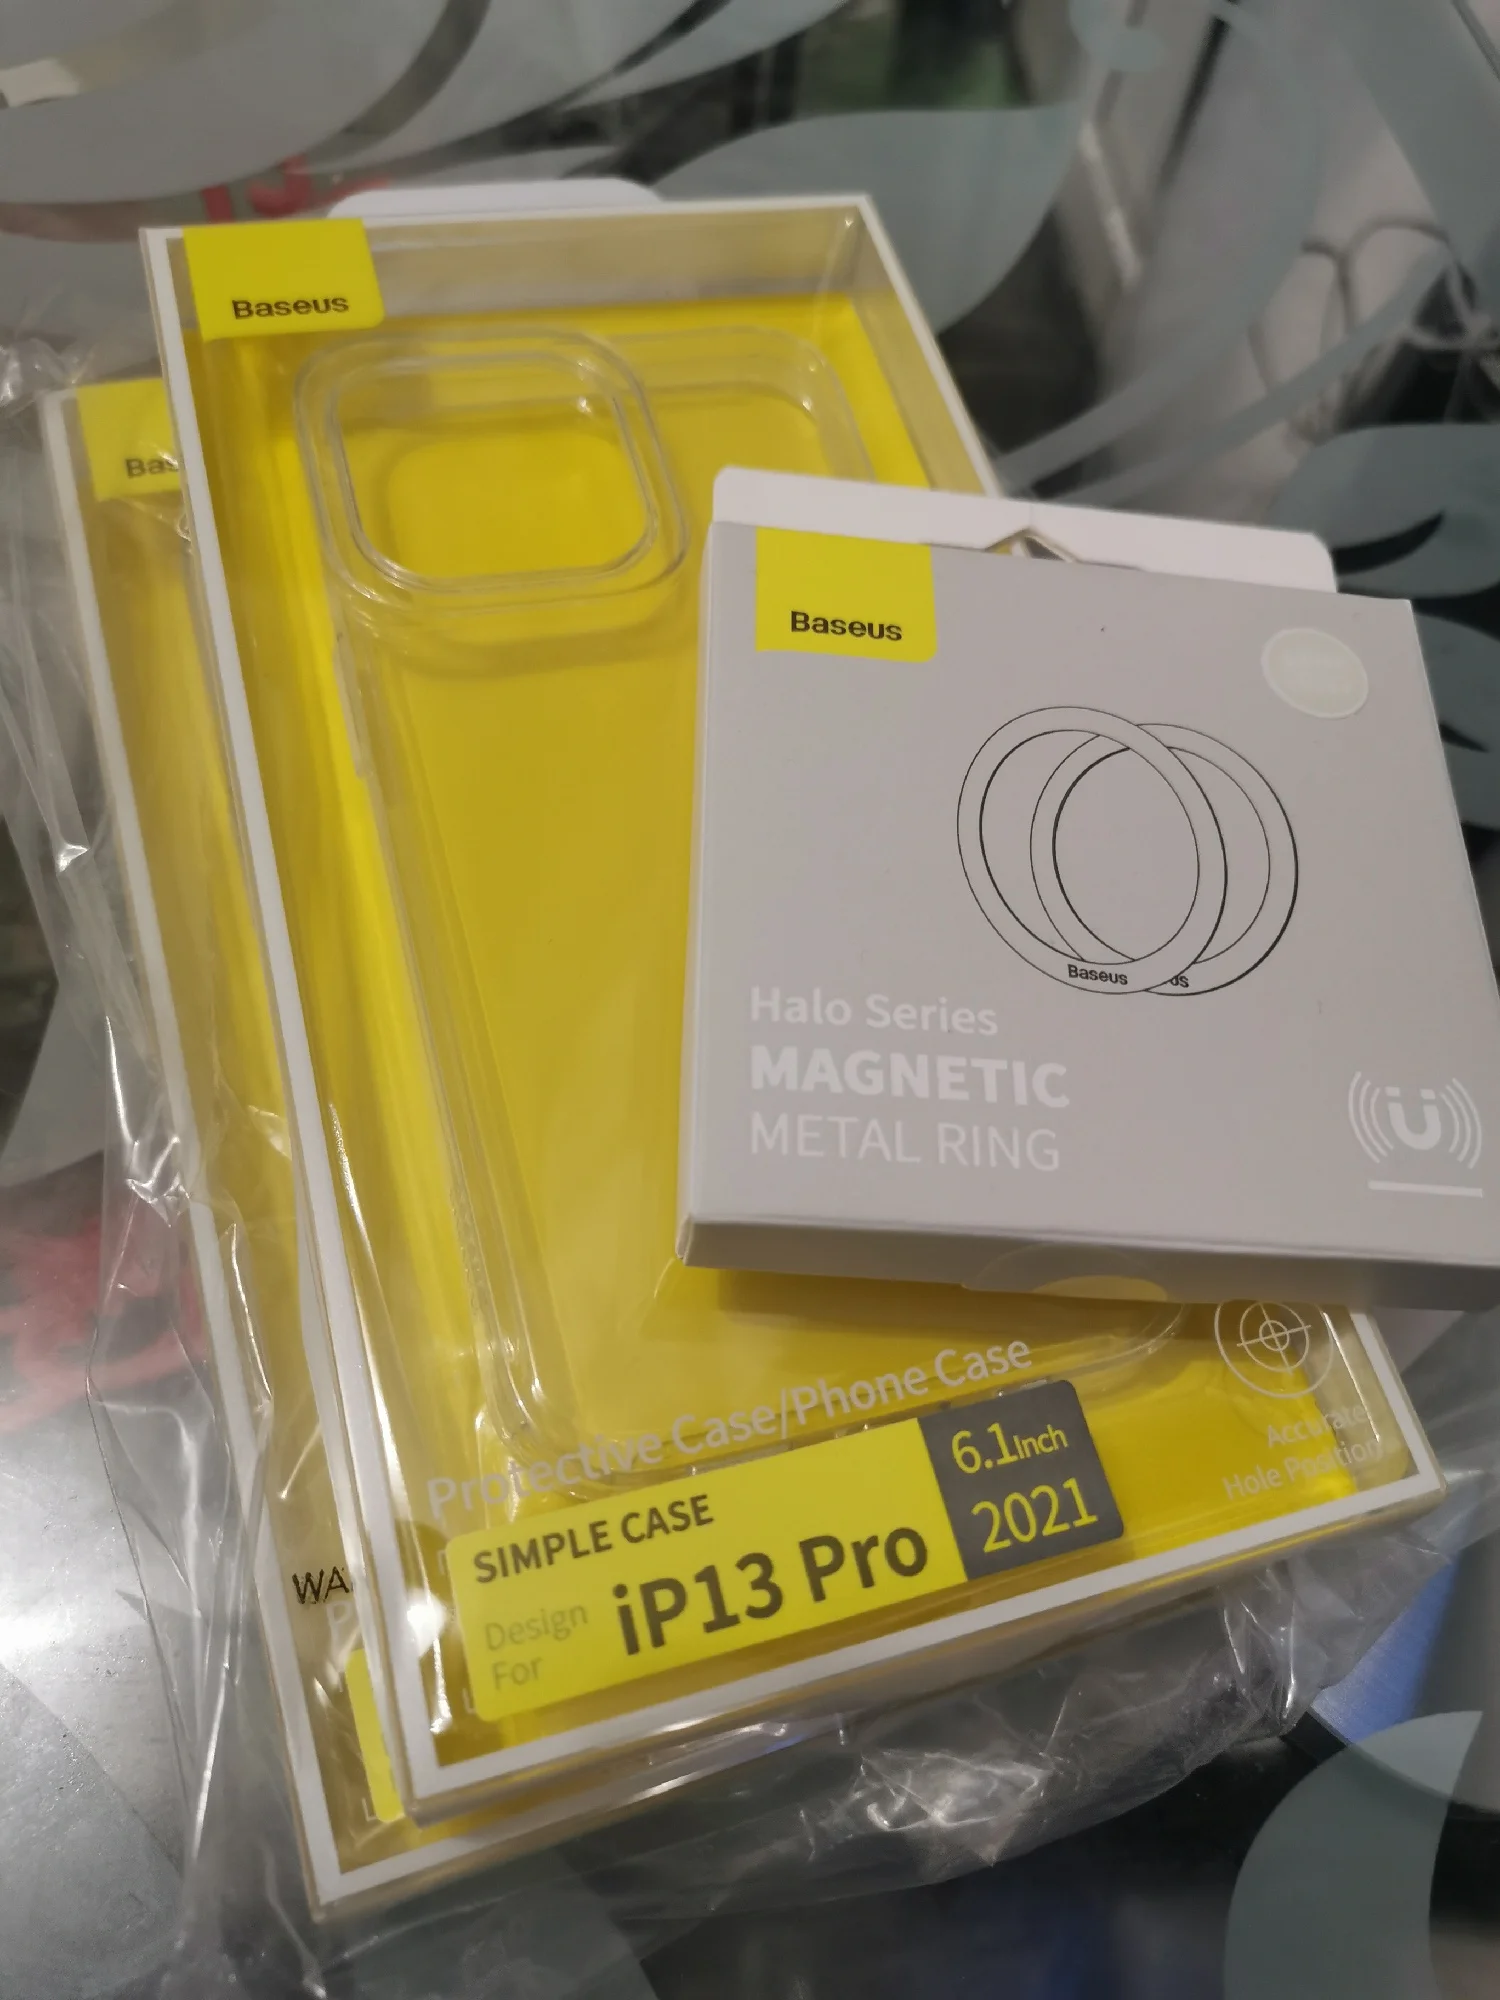 Baseus
Baseus
Halo Series
MAGNETIC
METAL RING
Baseus
Protective Case/Phone Case
SIMPLE CASE
Design
For
iP13 Pro
6.1Inch
2021
Accurate
Hole Position
Bas
WA